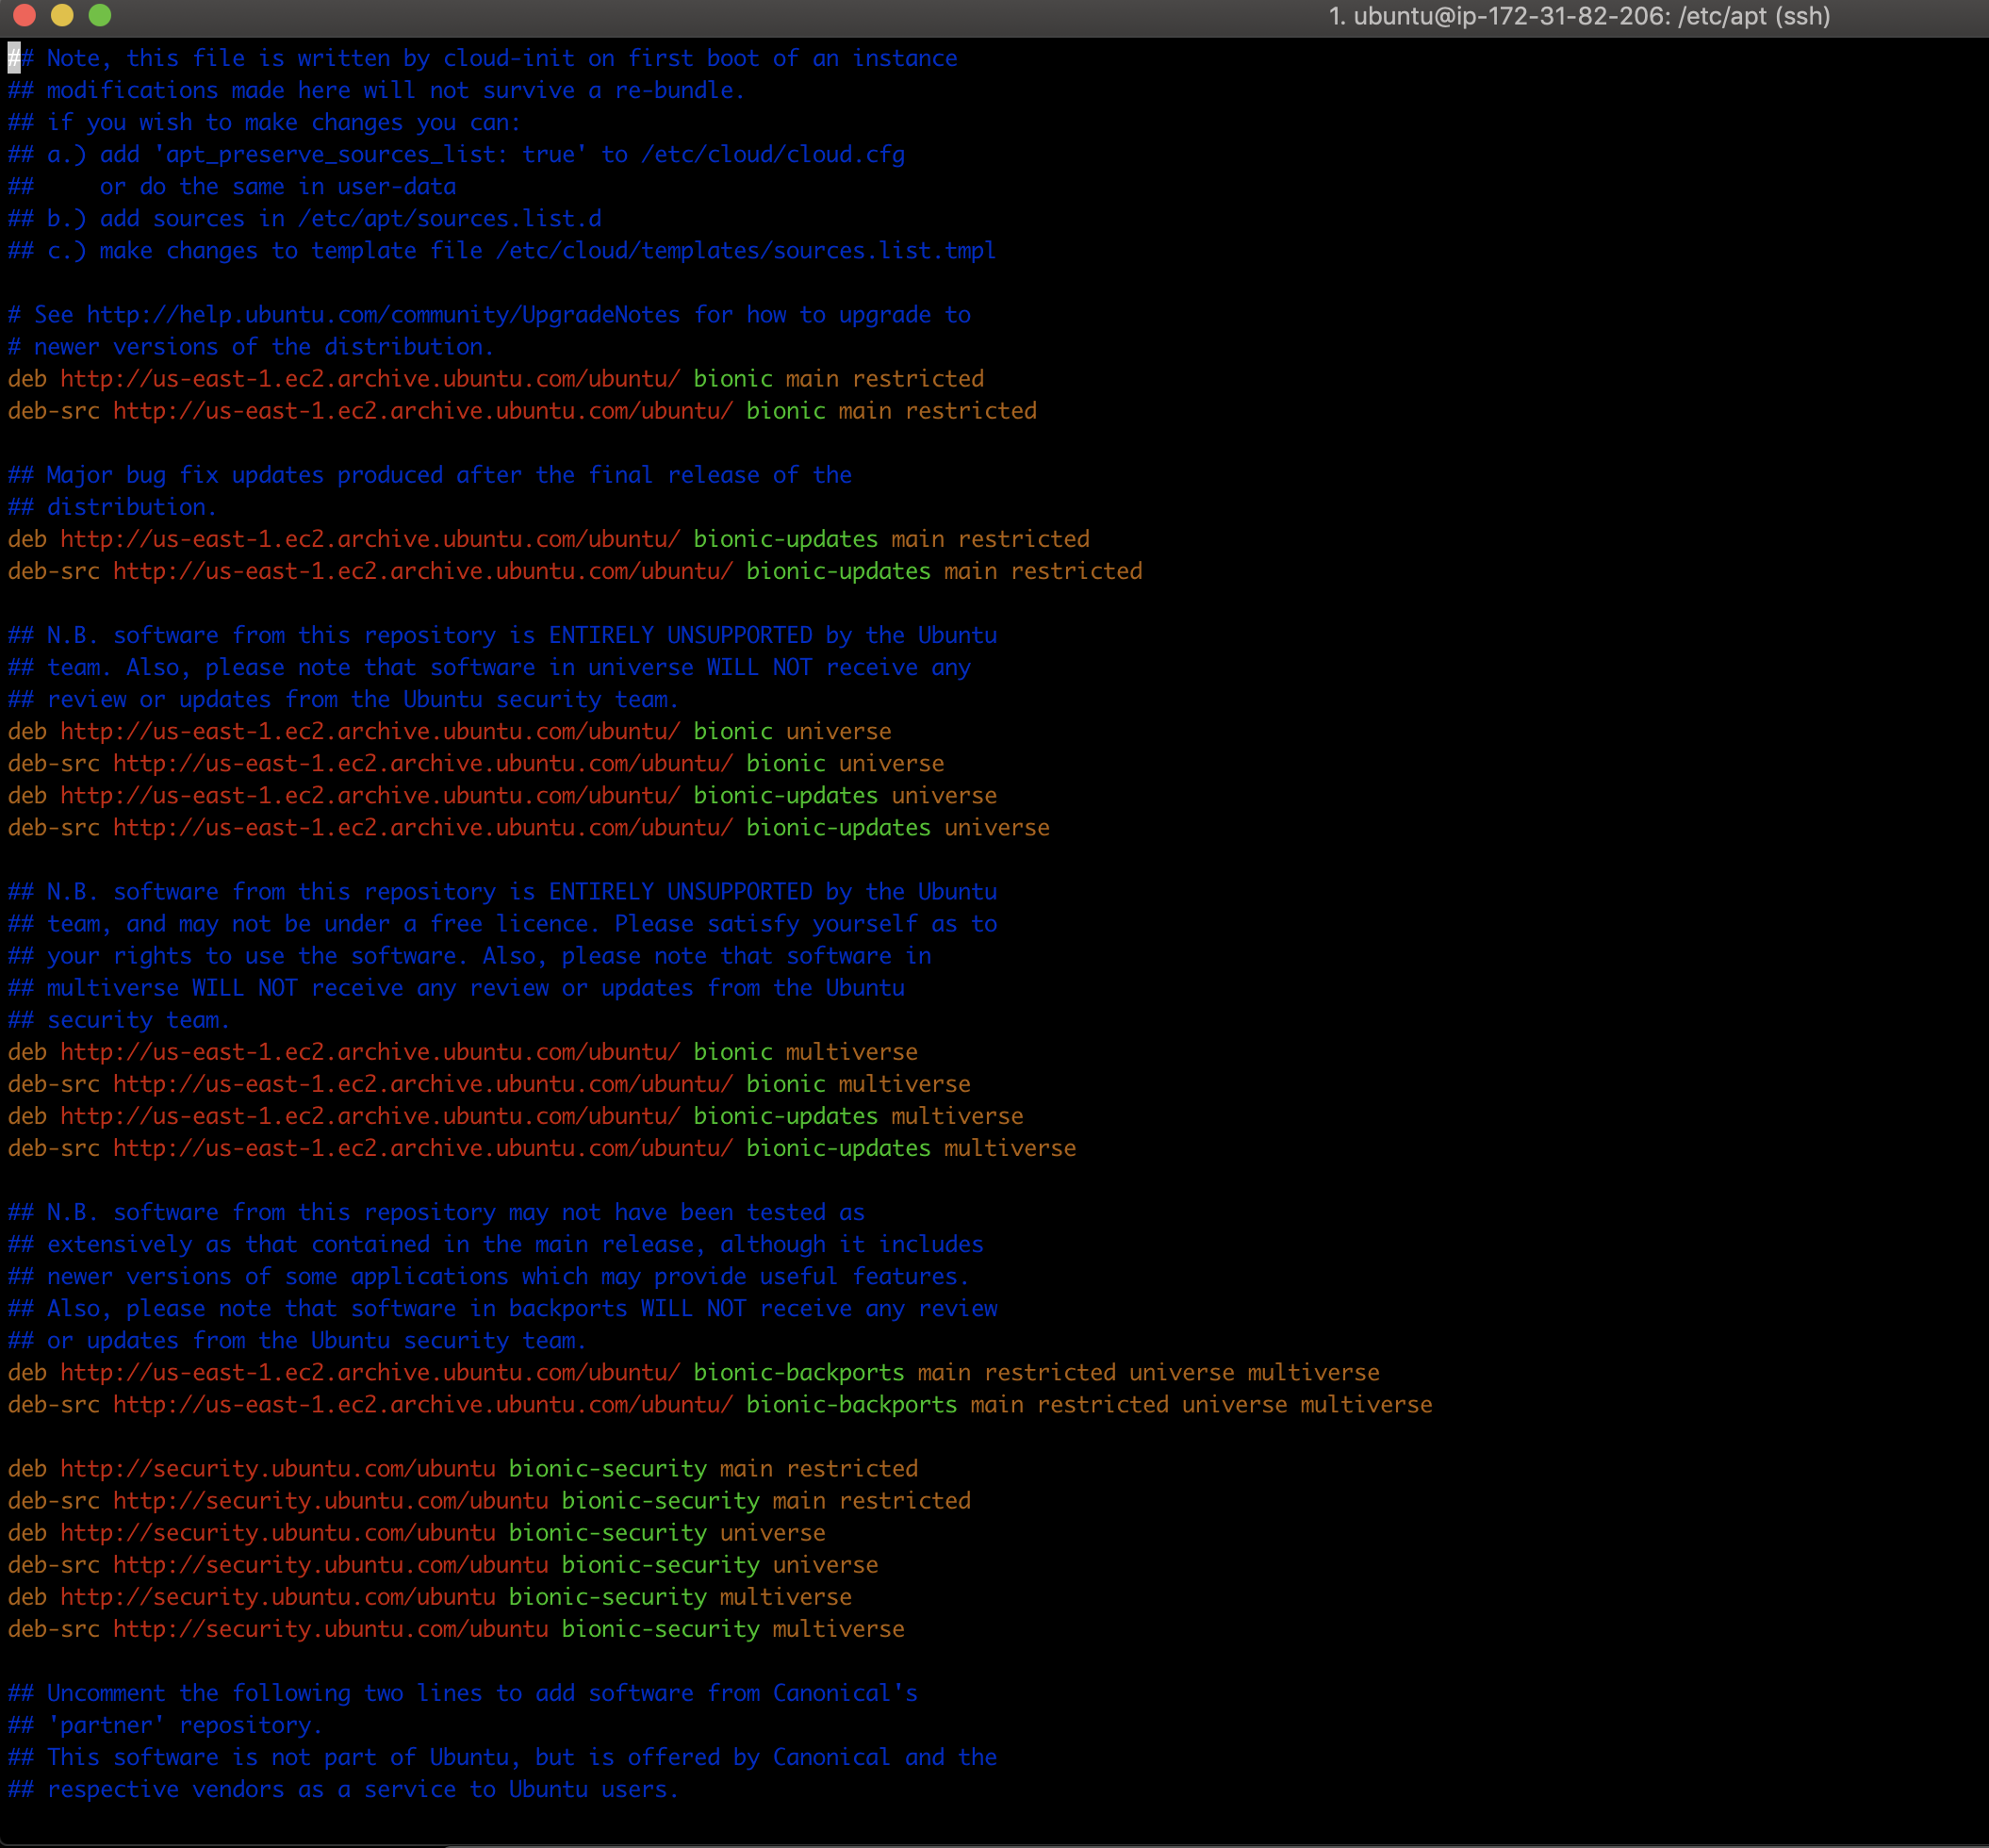 1. ubuntu@ip-172-31-82-206: /etc/apt (ssh)
## Note, this file is written by cloud-init on first boot of an instance
## modifications made here will not survive a re-bundle.
## if you wish to make changes you can:
## a.) add 'apt_preserve_sources_list: true' to /etc/cloud/cloud.cfg
##     or do the same in user-data
## b.) add sources in /etc/apt/sources.list.d
## c.) make changes to template file /etc/cloud/templates/sources.list.tmpl
# See http://help.ubuntu.com/community/UpgradeNotes for how to upgrade to
# newer versions of the distribution.
deb http://us-east-1.ec2.archive.ubuntu.com/ubuntu/ bionic main restricted
deb-src http://us-east-1.ec2.archive.ubuntu.com/ubuntu/ bionic main restricted
## Major bug fix updates produced after the final release of the
## distribution.
deb http://us-east-1.ec2.archive.ubuntu.com/ubuntu/ bionic-updates main restricted
deb-src http://us-east-1.ec2.archive.ubuntu.com/ubuntu/ bionic-updates main restricted
## N.B. software from this repository is ENTIRELY UNSUPPORTED by the Ubuntu
## team. Also, please note that software in universe WILL NOT receive any
## review or updates from the Ubuntu security team.
deb http://us-east-1.ec2.archive.ubuntu.com/ubuntu/ bionic universe
deb-src http://us-east-1.ec2.archive.ubuntu.com/ubuntu/ bionic universe
deb http://us-east-1.ec2.archive.ubuntu.com/ubuntu/ bionic-updates universe
deb-src http://us-east-1.ec2.archive.ubuntu.com/ubuntu/ bionic-updates universe
## N.B. software from this repository is ENTIRELY UNSUPPORTED by the Ubuntu
## team, and may not be under a free licence. Please satisfy yourself as to
## your rights to use the software. Also, please note that software in
## multiverse WILL NOT receive any review or updates from the Ubuntu
## security team.
deb http://us-east-1.ec2.archive.ubuntu.com/ubuntu/ bionic multiverse
deb-src http://us-east-1.ec2.archive.ubuntu.com/ubuntu/ bionic multiverse
deb http://us-east-1.ec2.archive.ubuntu.com/ubuntu/ bionic-updates multiverse
deb-src http://us-east-1.ec2.archive.ubuntu.com/ubuntu/ bionic-updates multiverse
## N.B. software from this repository may not have been tested as
## extensively as that contained in the main release, although it includes
## newer versions of some applications which may provide useful features.
## Also, please note that software in backports WILL NOT receive any review
## or updates from the Ubuntu security team.
deb http://us-east-1.ec2.archive.ubuntu.com/ubuntu/ bionic-backports main restricted universe multiverse
deb-src http://us-east-1.ec2.archive.ubuntu.com/ubuntu/ bionic-backports main restricted universe multiverse
deb http://security.ubuntu.com/ubuntu bionic-security main restricted
deb-src http://security.ubuntu.com/ubuntu bionic-security main restricted
deb http://security.ubuntu.com/ubuntu bionic-security universe
deb-src http://security.ubuntu.com/ubuntu bionic-security universe
deb http://security.ubuntu.com/ubuntu bionic-security multiverse
deb-src http://security.ubuntu.com/ubuntu bionic-security multiverse
## Uncomment the following two lines to add software from Canonical's
## 'partner' repository.
## This software is not part of Ubuntu, but is offered by Canonical and the
## respective vendors as a service to Ubuntu users.